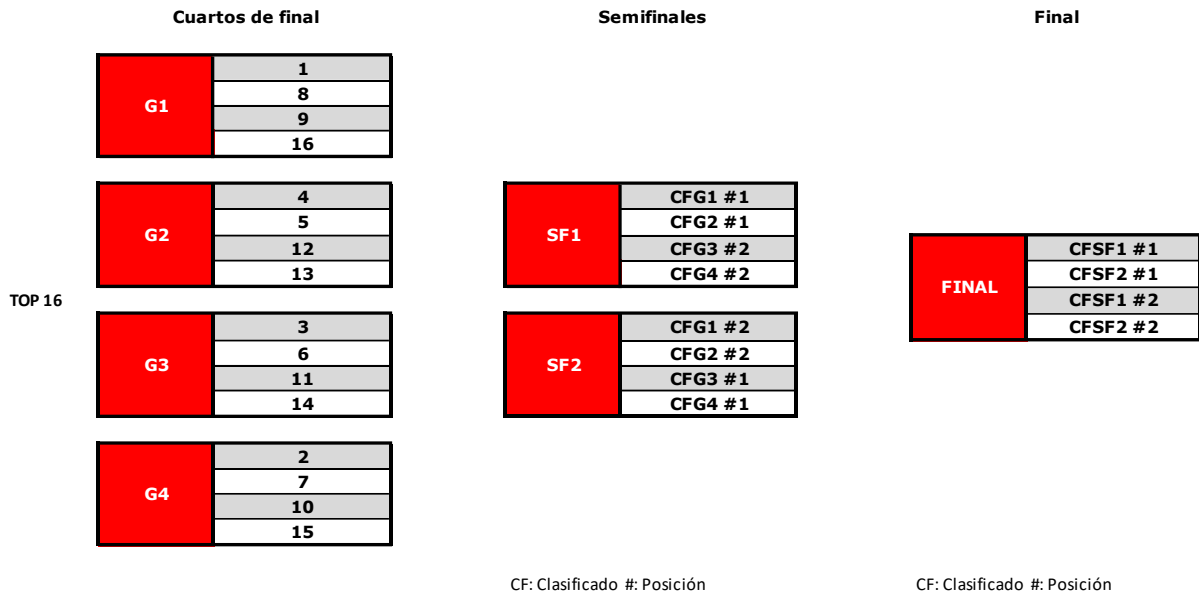 Cuartos de final
Semifinales
Final
TOP 16
G1
1
8
9
16
G2
4
5
12
13
G3
3
6
11
14
G4
2
7
10
15
SF1
CFG1 #1
CFG2 #1
CFG3 #2
CFG4 #2
SF2
CFG1 #2
CFG2 #2
CFG3 #1
CFG4 #1
FINAL
CFSF1 #1
CFSF2 #1
CFSF1 #2
CFSF2 #2
CF: Clasificado #: Posición
CF: Clasificado #: Posición